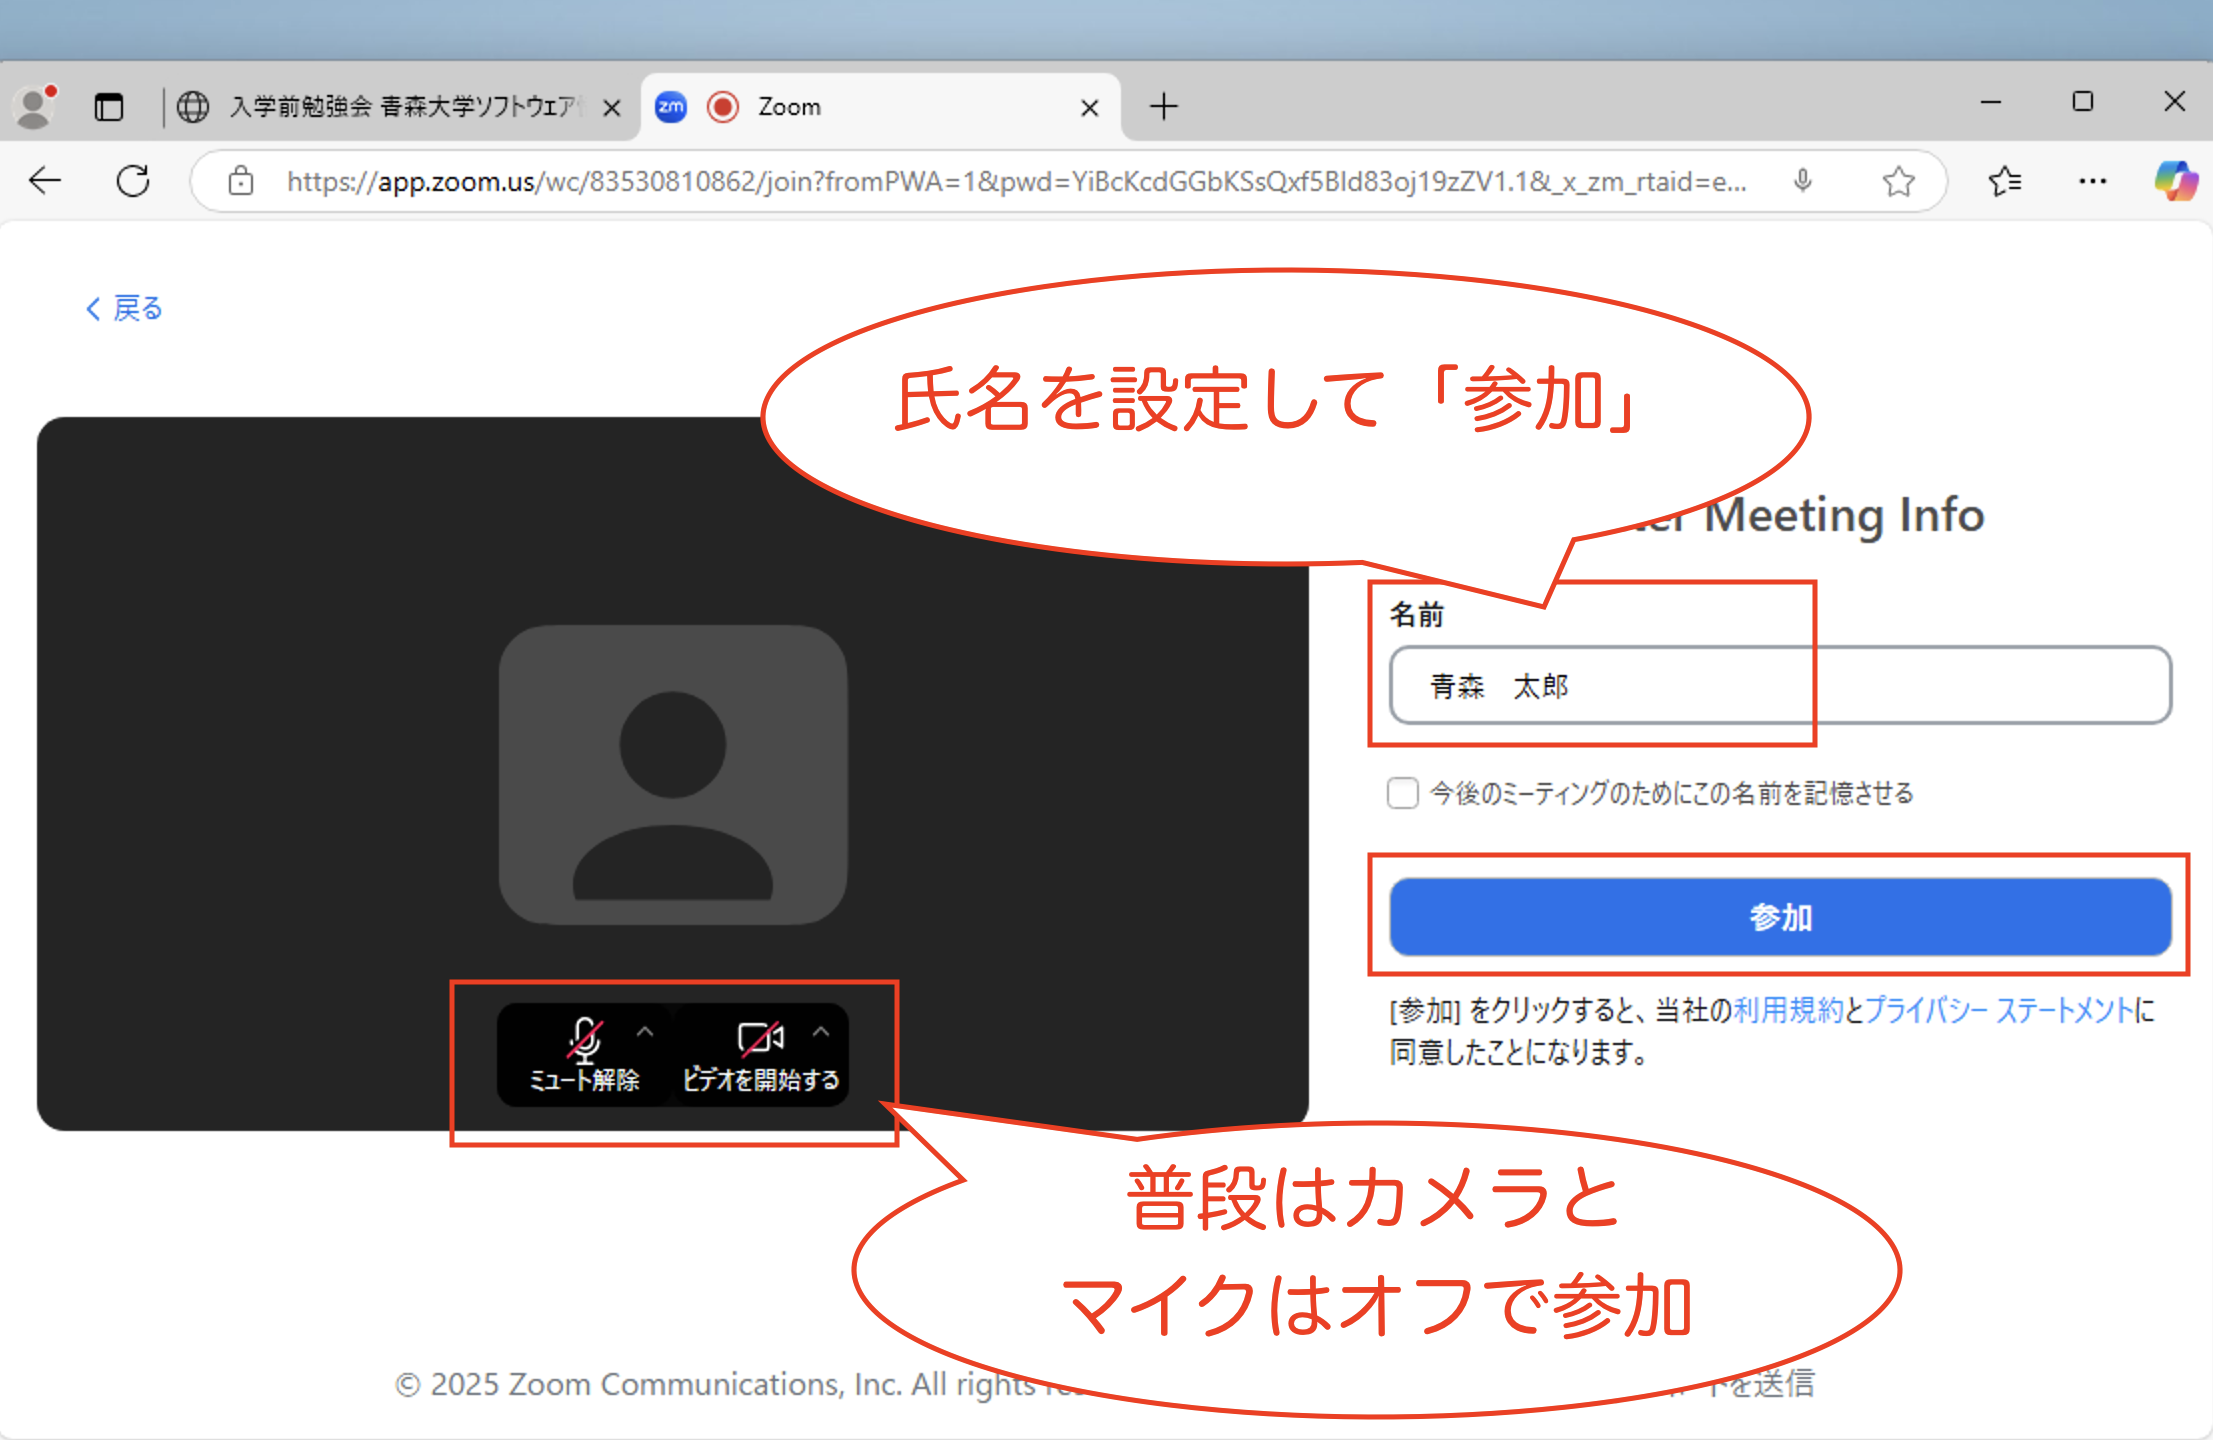 入学前勉強会 青森大学ソフトウェア
zm Zoom
https://app.zoom.us/wc/83530810862/join?fromPWA=1&pwd=YiBcKcdGGbKSsQxf5BId83oj19zZV1.1&_x_zm_rtaid=e...
戻る
氏名を設定して「参加」
Meeting Info
名前
青森　太郎
今後のミーティングのためにこの名前を記憶させる
参加
[参加] をクリックすると、当社の利用規約とプライバシー ステートメントに
同意したことになります。
ミュート解除 ビデオを開始する
普段はカメラと
マイクはオフで参加
© 2025 Zoom Communications, Inc. All rights
を送信